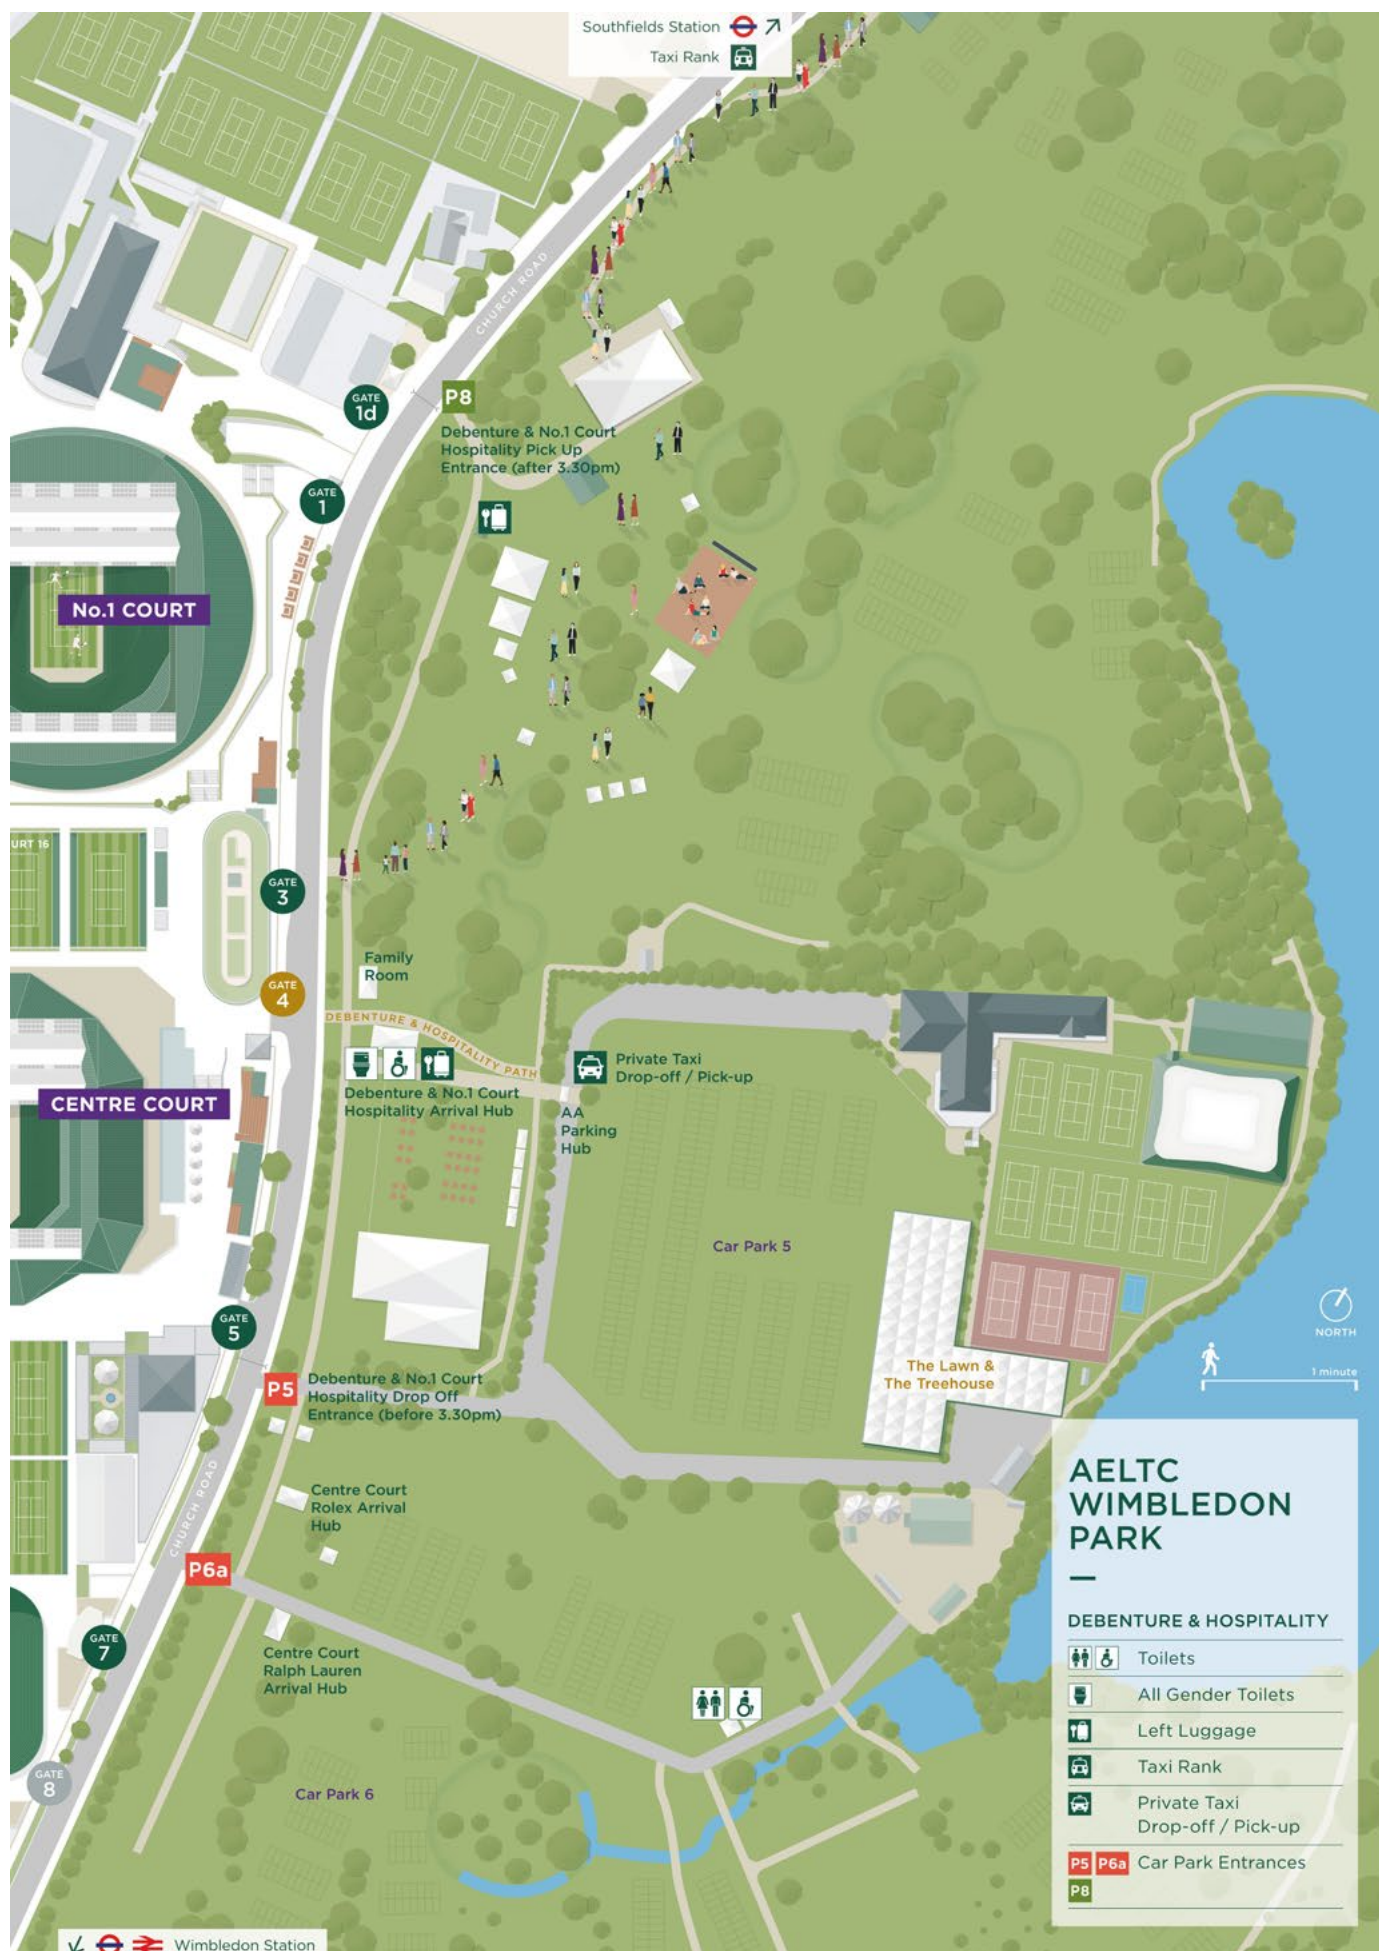 Southfields Station
Taxi Rank
CHURCH ROAD
GATE
1d
P8
Debenture & No.1 Court
Hospitality Pick Up
Entrance (after 3.30pm)
GATE
1
No.1 COURT
URT 16
GATE
3
Family
Room
GATE
4
DEBENTURE & HOSPITALITY PATH
Private Taxi
Drop-off / Pick-up
Debenture & No.1 Court
Hospitality Arrival Hub
CENTRE COURT
AA
Parking
Hub
Car Park 5
GATE
5
NORTH
1 minute
The Lawn &
The Treehouse
P5
Debenture & No.1 Court
Hospitality Drop Off
Entrance (before 3.30pm)
CHURCH ROAD
Centre Court
Rolex Arrival
Hub
P6a
GATE
7
Centre Court
Ralph Lauren
Arrival Hub
GATE
8
Car Park 6
AELTC
WIMBLEDON
PARK
DEBENTURE & HOSPITALITY
Toilets
All Gender Toilets
Left Luggage
Taxi Rank
Private Taxi
Drop-off / Pick-up
P5 P6a Car Park Entrances
P8
Wimbledon Station